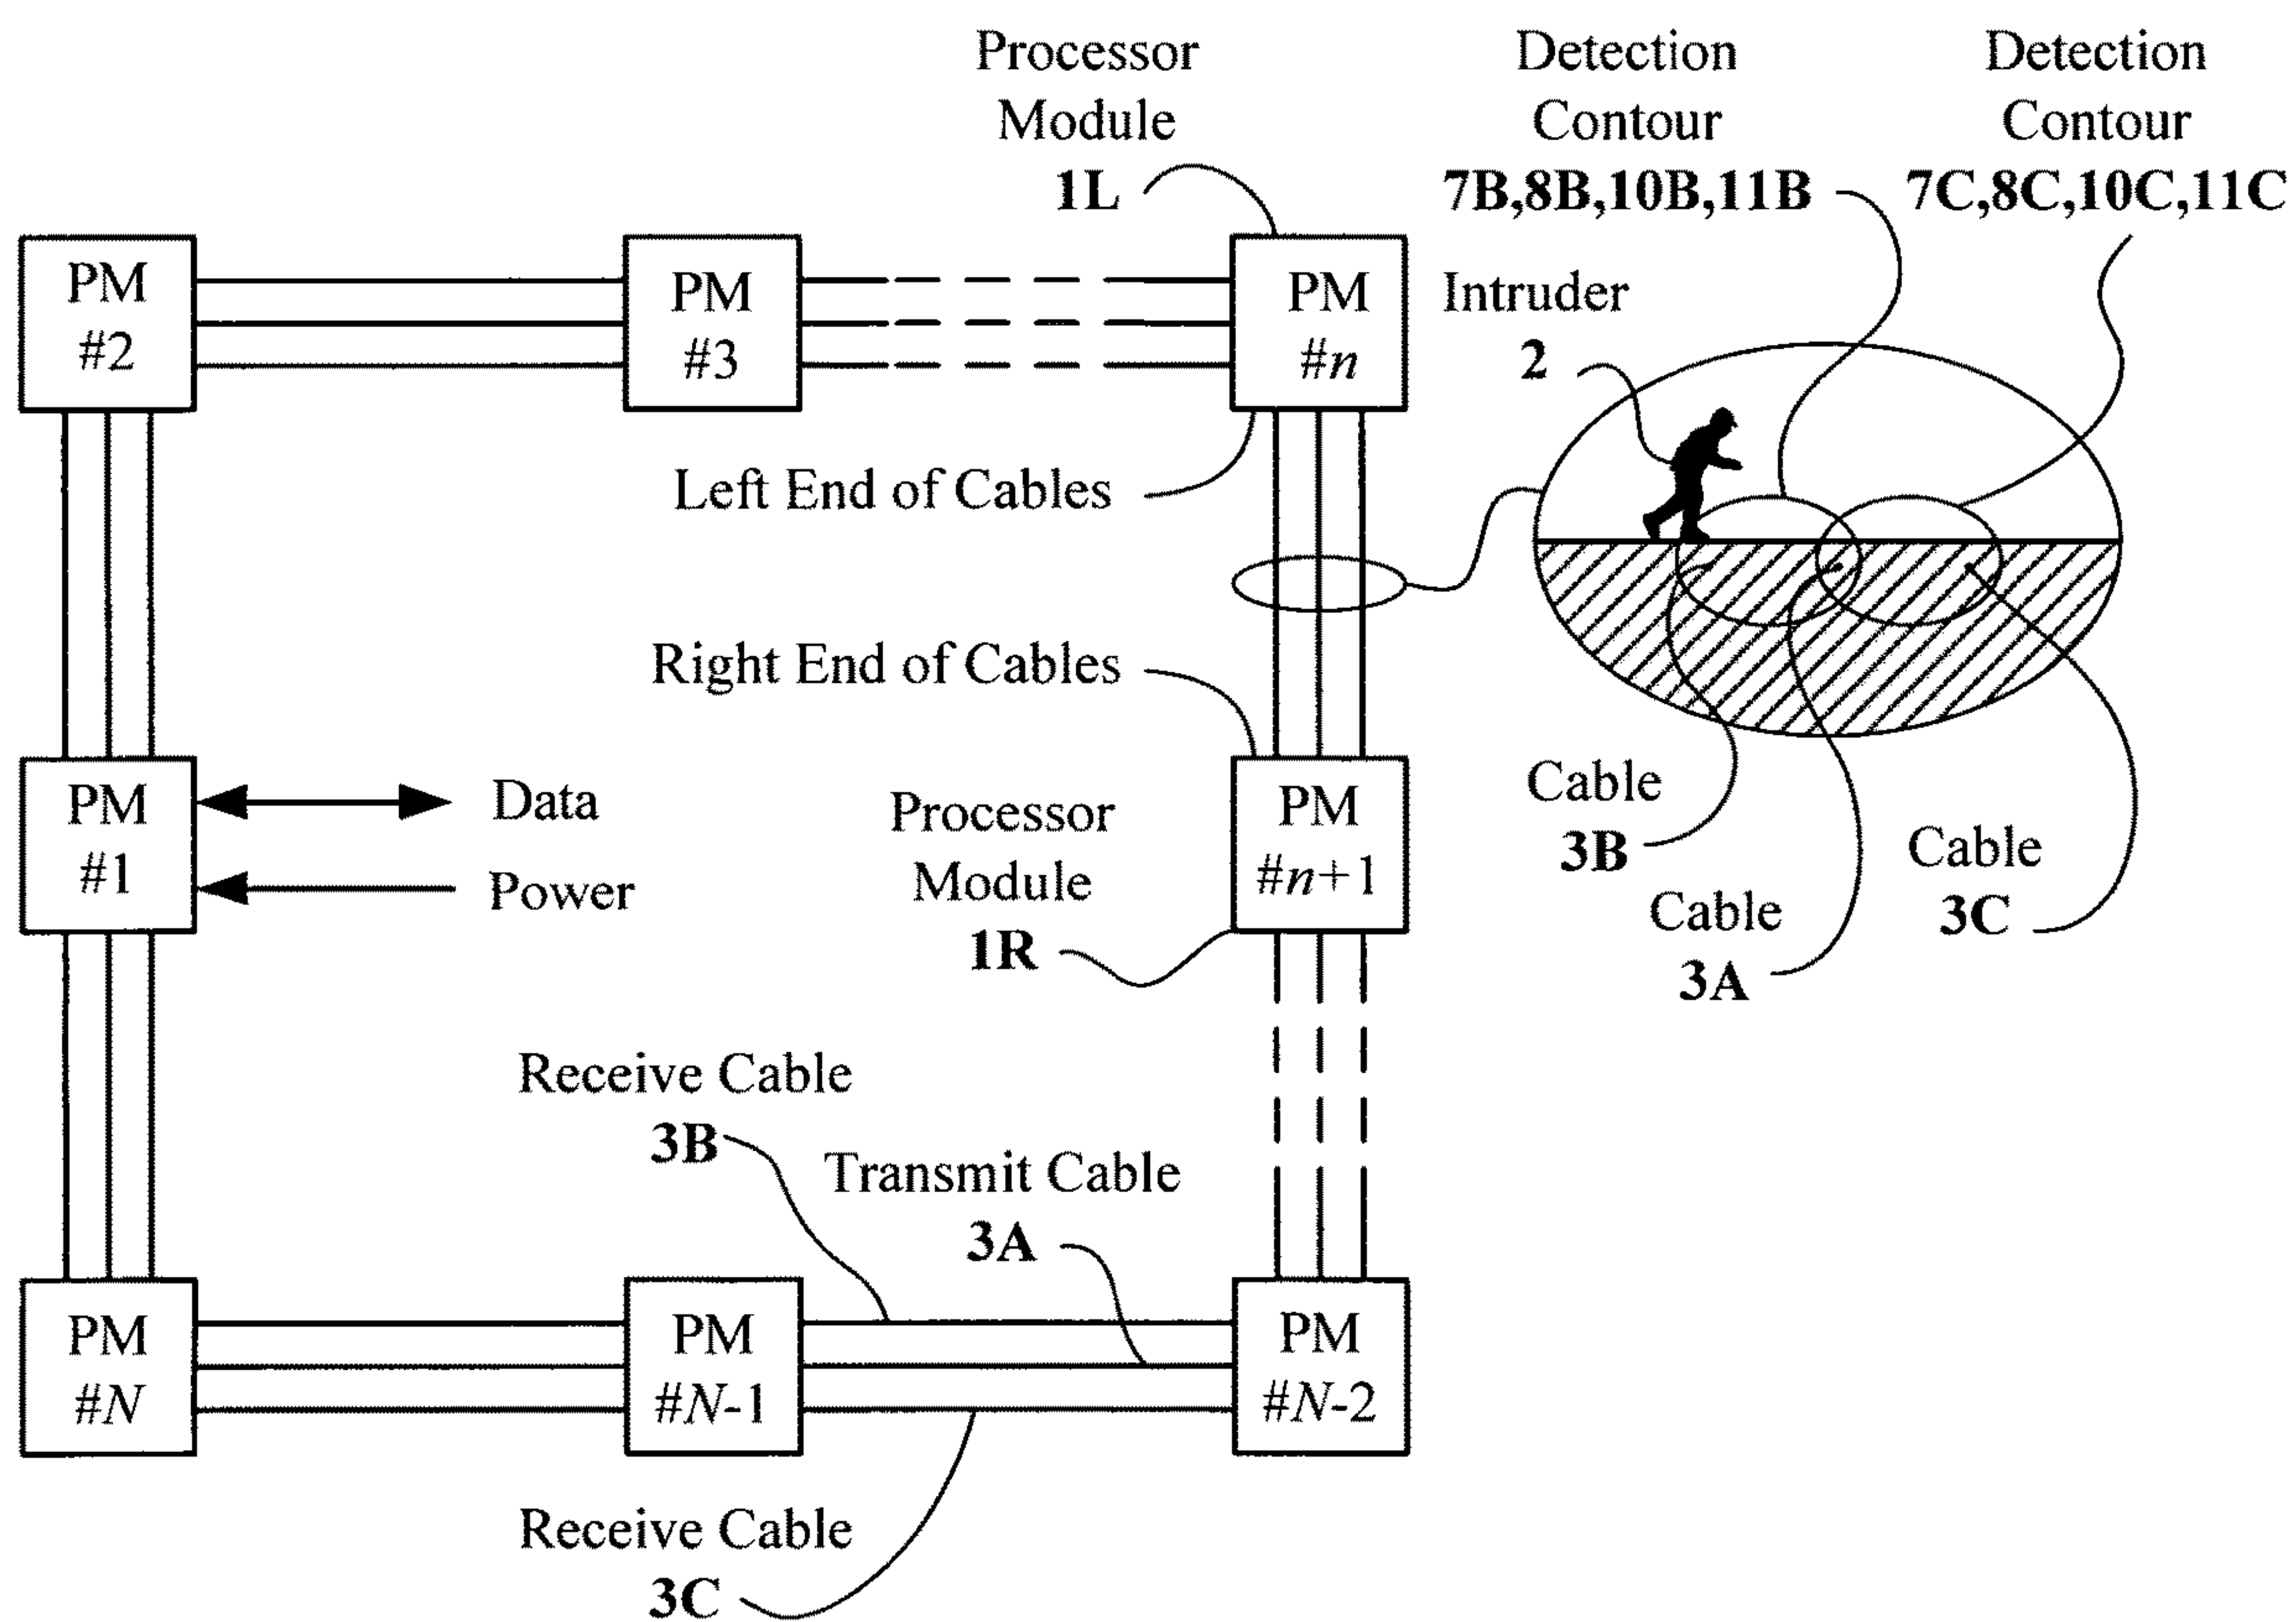 Processor
Module
1L
Detection
Contour
7B,8B,10B,11B
Detection
Contour
7C,8C,10C,11C
PM
#2
PM
#3
PM
#n
Intruder
2
Left End of Cables
Right End of Cables
PM
#1
Data
Power
Processor
Module
1R
PM
#n+1
Cable
3B
Cable
3A
Cable
3C
Receive Cable
3B
Transmit Cable
3A
PM
#N
PM
#N-1
PM
#N-2
Receive Cable
3C